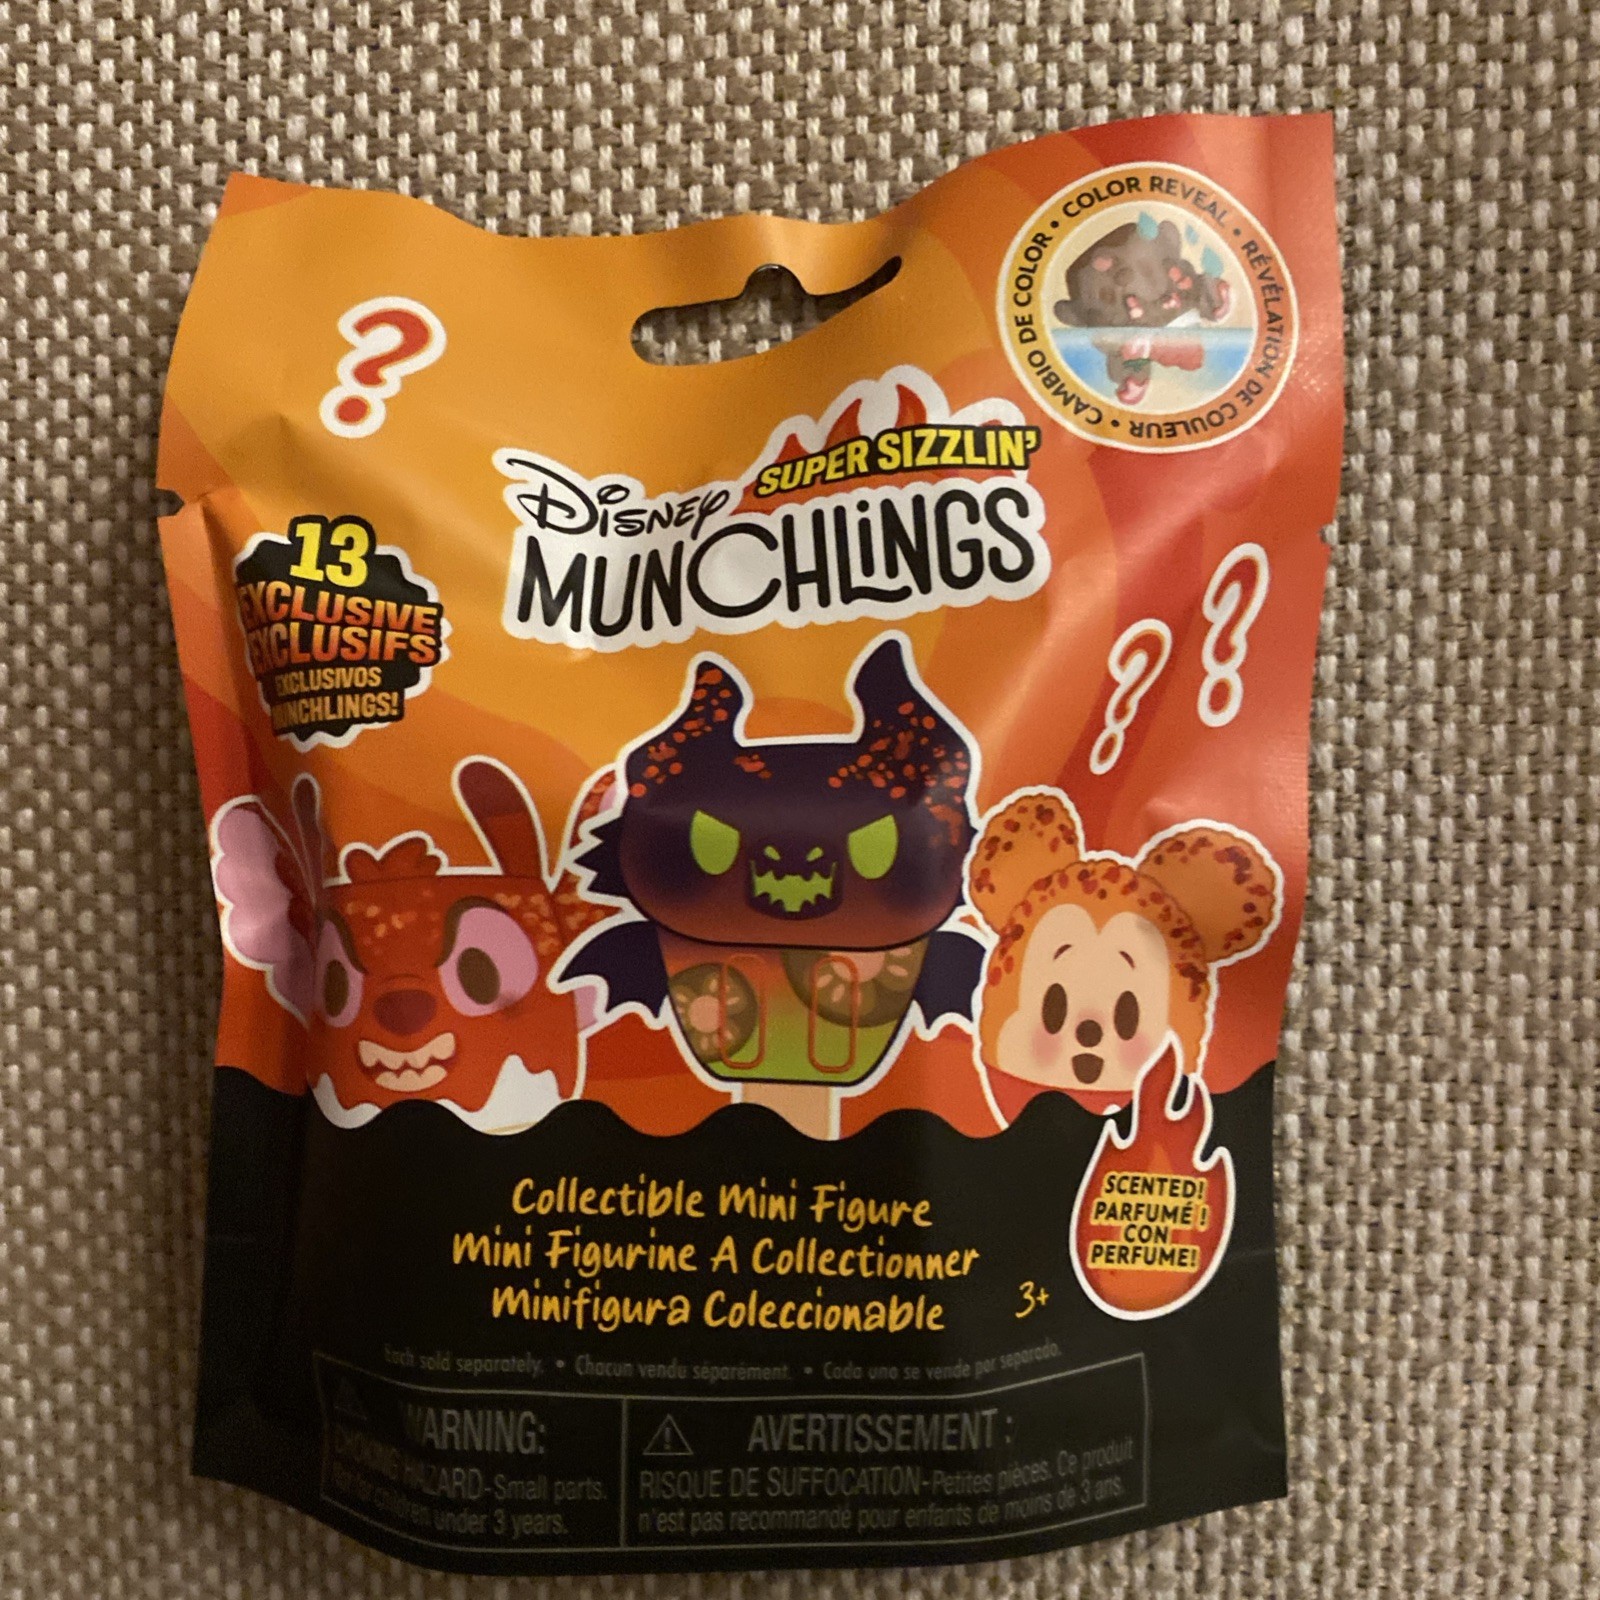 COLOR REVEAL • RÉVÉLATION DE COULEUR • CAMBIO DE COLOR •
SUPER SIZZLIN'
DISNEY
MUNCHLINGS
13
EXCLUSIVE
EXCLUSIFS
EXCLUSIVOS
MUNCHLINGS!
SCENTED!
PARFUMÉ !
CON
PERFUME!
Collectible Mini Figure
Mini Figurine A Collectionner
Minifigura Coleccionable
3+
Each sold separately. • Chacun vendu séparément. • Cada uno se vende por separado.
WARNING:
CHOKING HAZARD-Small parts.
Not for children under 3 years.
AVERTISSEMENT :
RISQUE DE SUFFOCATION-Petites pièces. Ce produit
n'est pas recommandé pour enfants de moins de 3 ans.